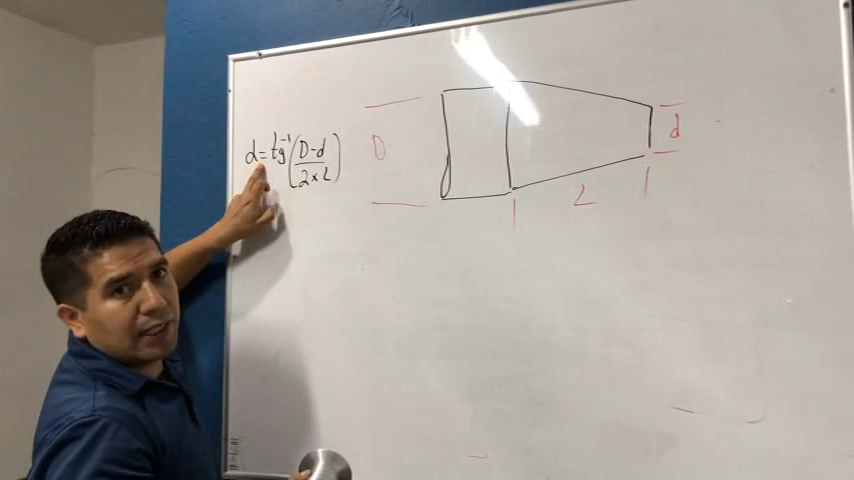 α = tg⁻¹ (D-d / 2 × L)
D
d
L